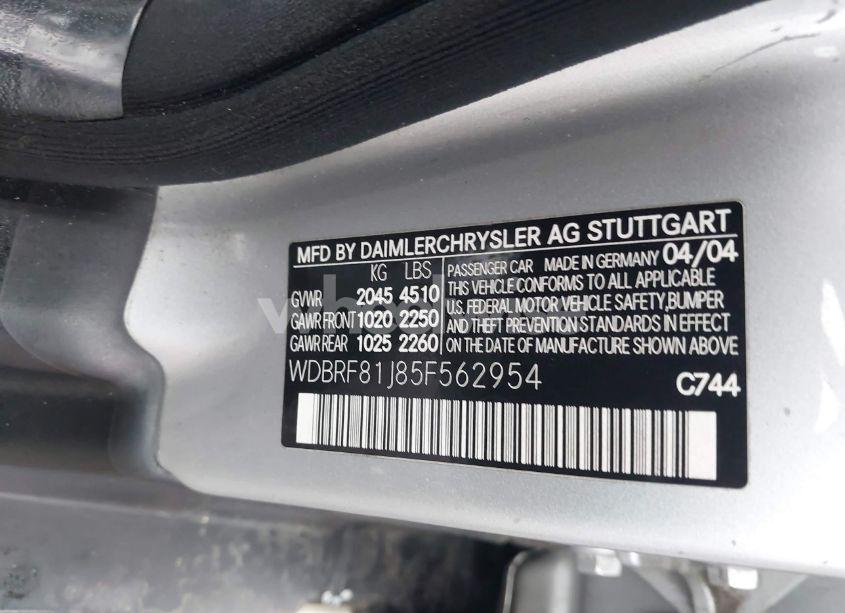 MFD BY DAIMLERCHRYSLER AG STUTTGART
KG LBS
GVWR 2045 4510
GAWR FRONT 1020 2250
GAWR REAR 1025 2260
PASSENGER CAR MADE IN GERMANY 04/04
THIS VEHICLE CONFORMS TO ALL APPLICABLE
U.S. FEDERAL MOTOR VEHICLE SAFETY,BUMPER
AND THEFT PREVENTION STANDARDS IN EFFECT
ON THE DATE OF MANUFACTURE SHOWN ABOVE
WDBRF81J85F562954
C744